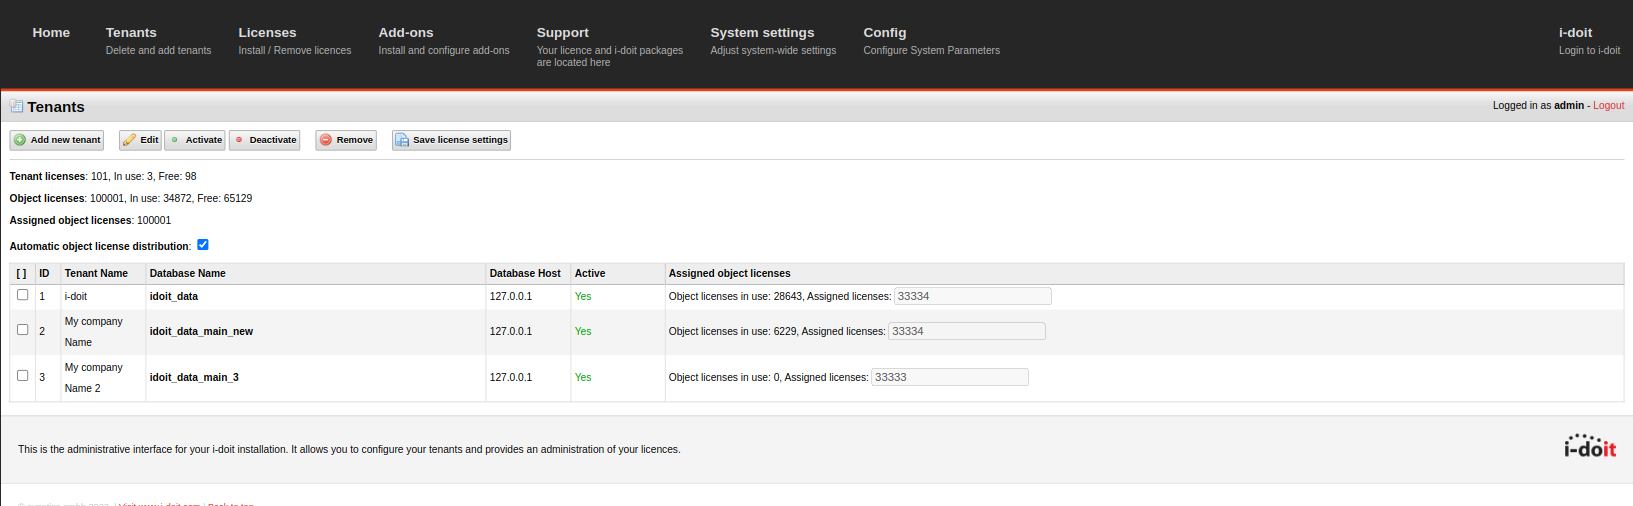 Home
Tenants
Delete and add tenants
Licenses
Install / Remove licences
Add-ons
Install and configure add-ons
Support
Your licence and i-doit packages
are located here
System settings
Adjust system-wide settings
Config
Configure System Parameters
i-doit
Login to i-doit
Tenants
Logged in as admin - Logout
Add new tenant Edit Activate Deactivate Remove Save license settings
Tenant licenses: 101, In use: 3, Free: 98
Object licenses: 100001, In use: 34872, Free: 65129
Assigned object licenses: 100001
Automatic object license distribution:
[ ] ID Tenant Name Database Name Database Host Active Assigned object licenses
1 i-doit idoit_data 127.0.0.1 Yes Object licenses in use: 28643, Assigned licenses: 33334
2 My company Name idoit_data_main_new 127.0.0.1 Yes Object licenses in use: 6229, Assigned licenses: 33334
3 My company Name 2 idoit_data_main_3 127.0.0.1 Yes Object licenses in use: 0, Assigned licenses: 33333
This is the administrative interface for your i-doit installation. It allows you to configure your tenants and provides an administration of your licences.
i-doit
Visit www.i-doit.com | Back to top